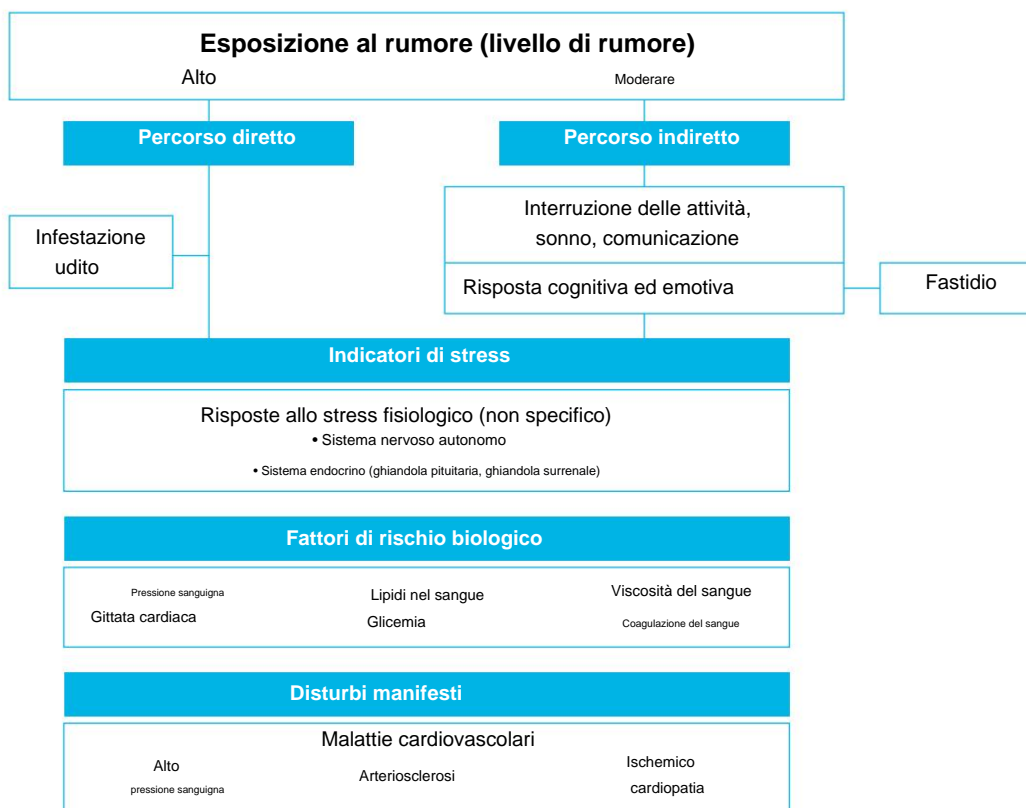 Esposizione al rumore (livello di rumore)
Alto
Moderare
Percorso diretto
Percorso indiretto
Infestazione
udito
Interruzione delle attività,
sonno, comunicazione
Risposta cognitiva ed emotiva
Fastidio
Indicatori di stress
Risposte allo stress fisiologico (non specifico)
• Sistema nervoso autonomo
• Sistema endocrino (ghiandola pituitaria, ghiandola surrenale)
Fattori di rischio biologico
Pressione sanguigna
Gittata cardiaca
Lipidi nel sangue
Glicemia
Viscosità del sangue
Coagulazione del sangue
Disturbi manifesti
Malattie cardiovascolari
Alto
pressione sanguigna
Arteriosclerosi
Ischemico
cardiopatia